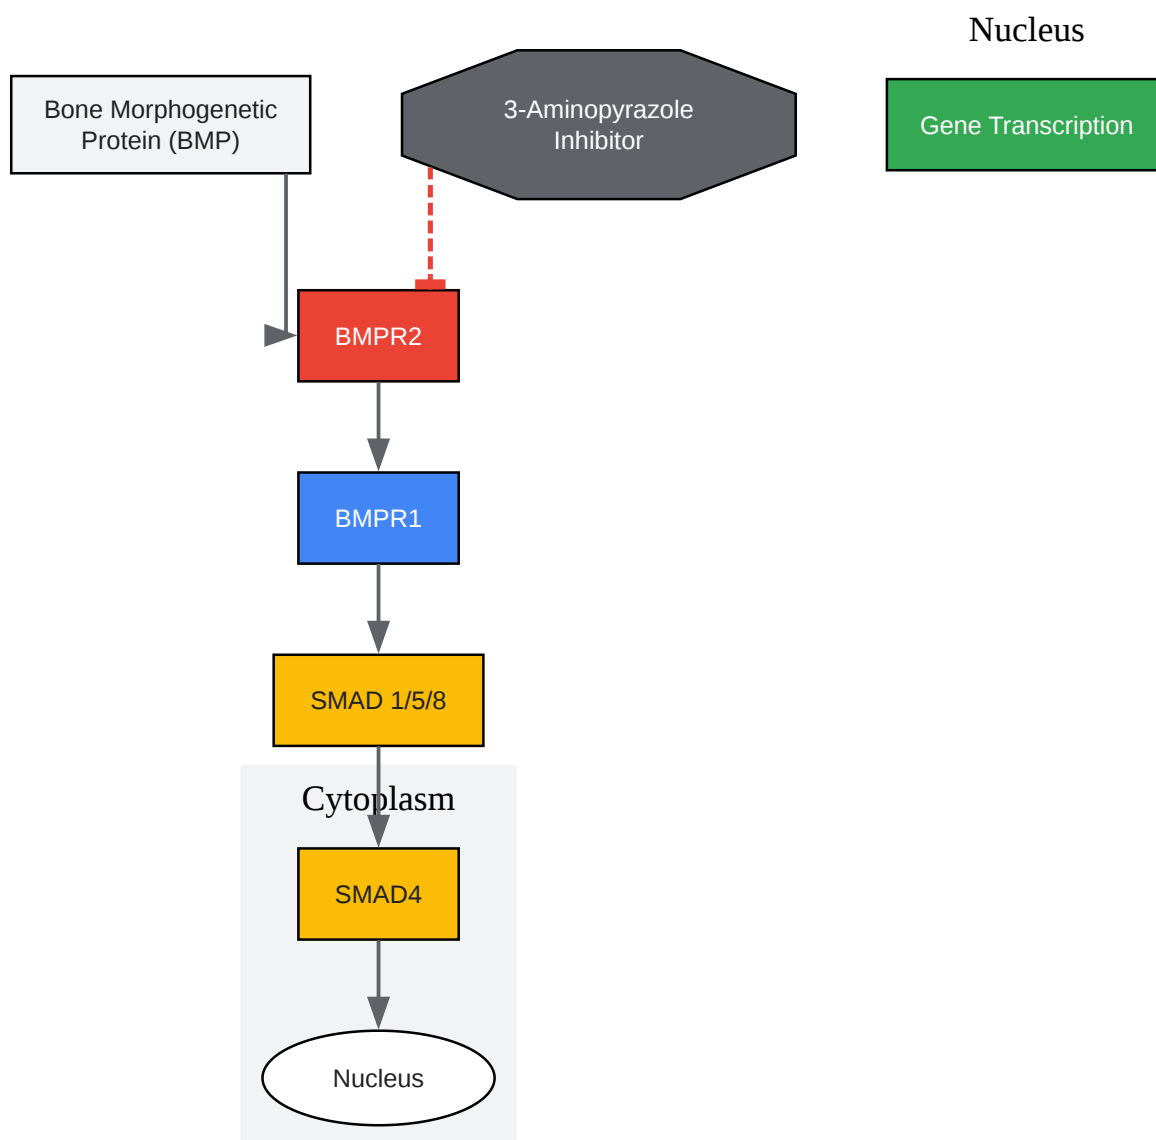 Nucleus
Bone Morphogenetic
Protein (BMP)
3-Aminopyrazole
Inhibitor
Gene Transcription
BMPR2
BMPR1
SMAD 1/5/8
Cytoplasm
SMAD4
Nucleus